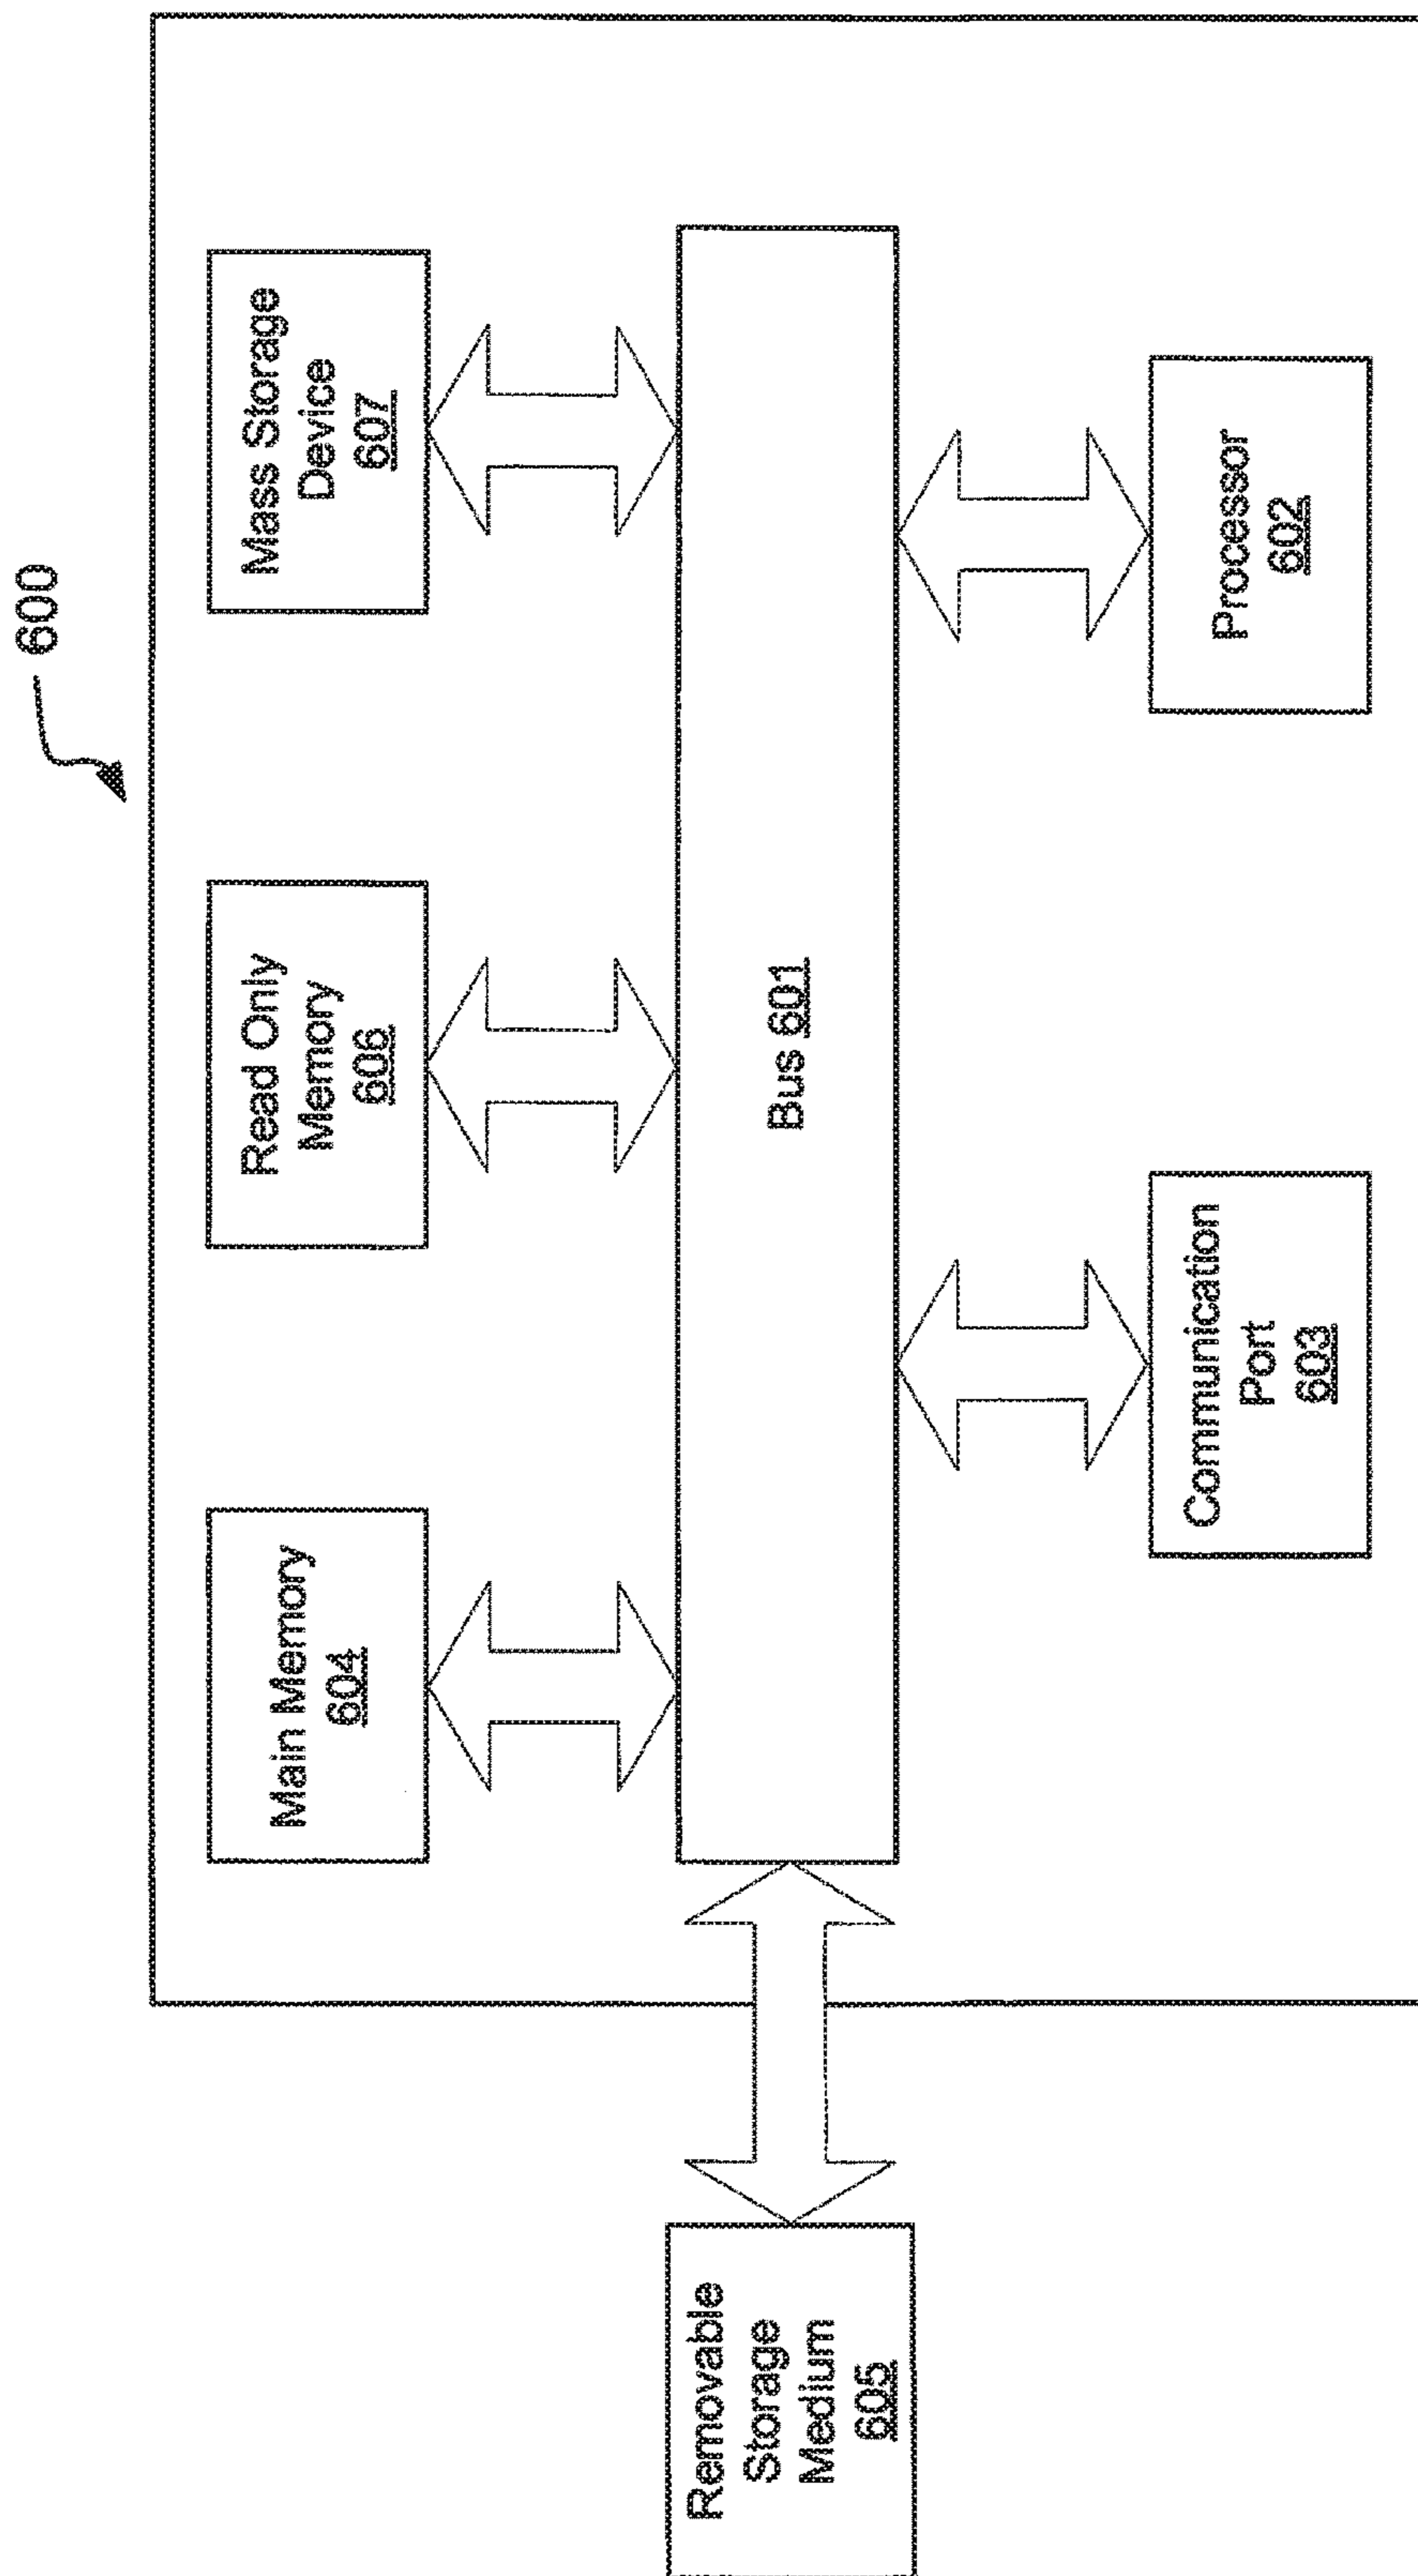 600
Main Memory
604
Read Only
Memory
606
Mass Storage
Device
607
Removable
Storage
Medium
605
Bus 601
Communication
Port
603
Processor
602